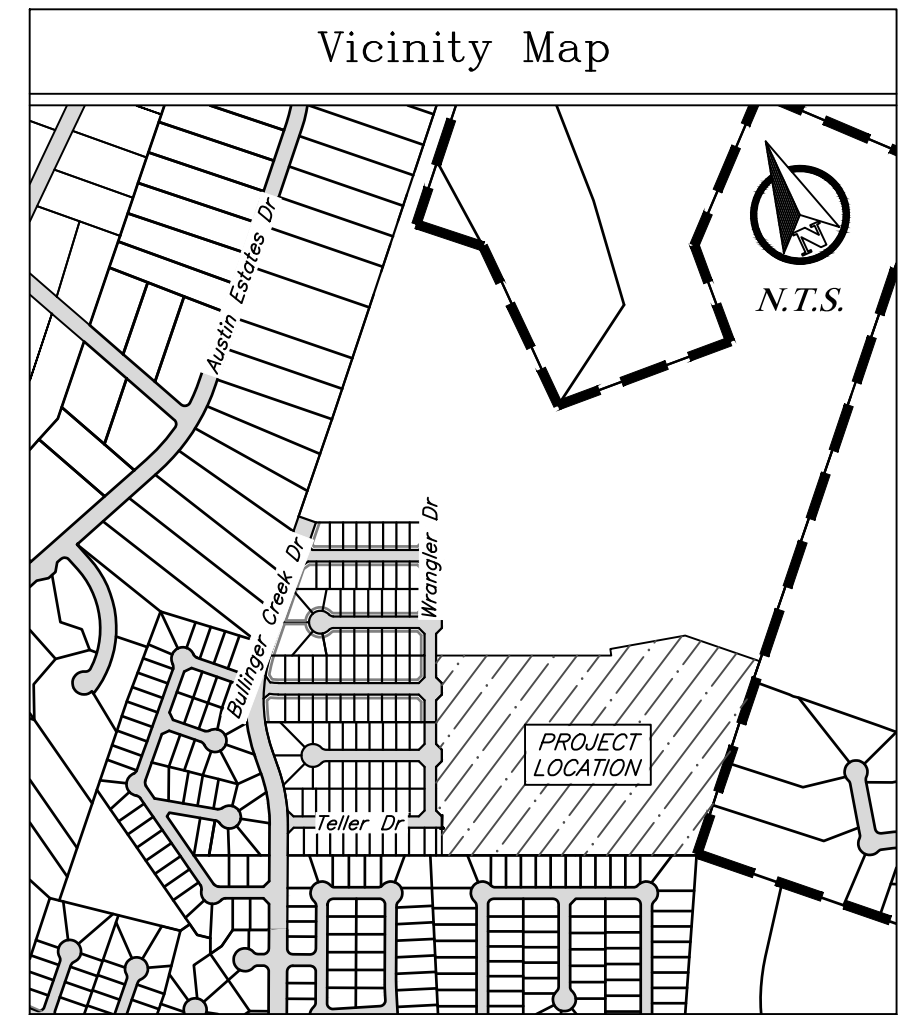 Vicinity Map
Austin Estates Dr
N
N.T.S.
Bullinger Creek Dr
Wrangler Dr
PROJECT
LOCATION
Teller Dr